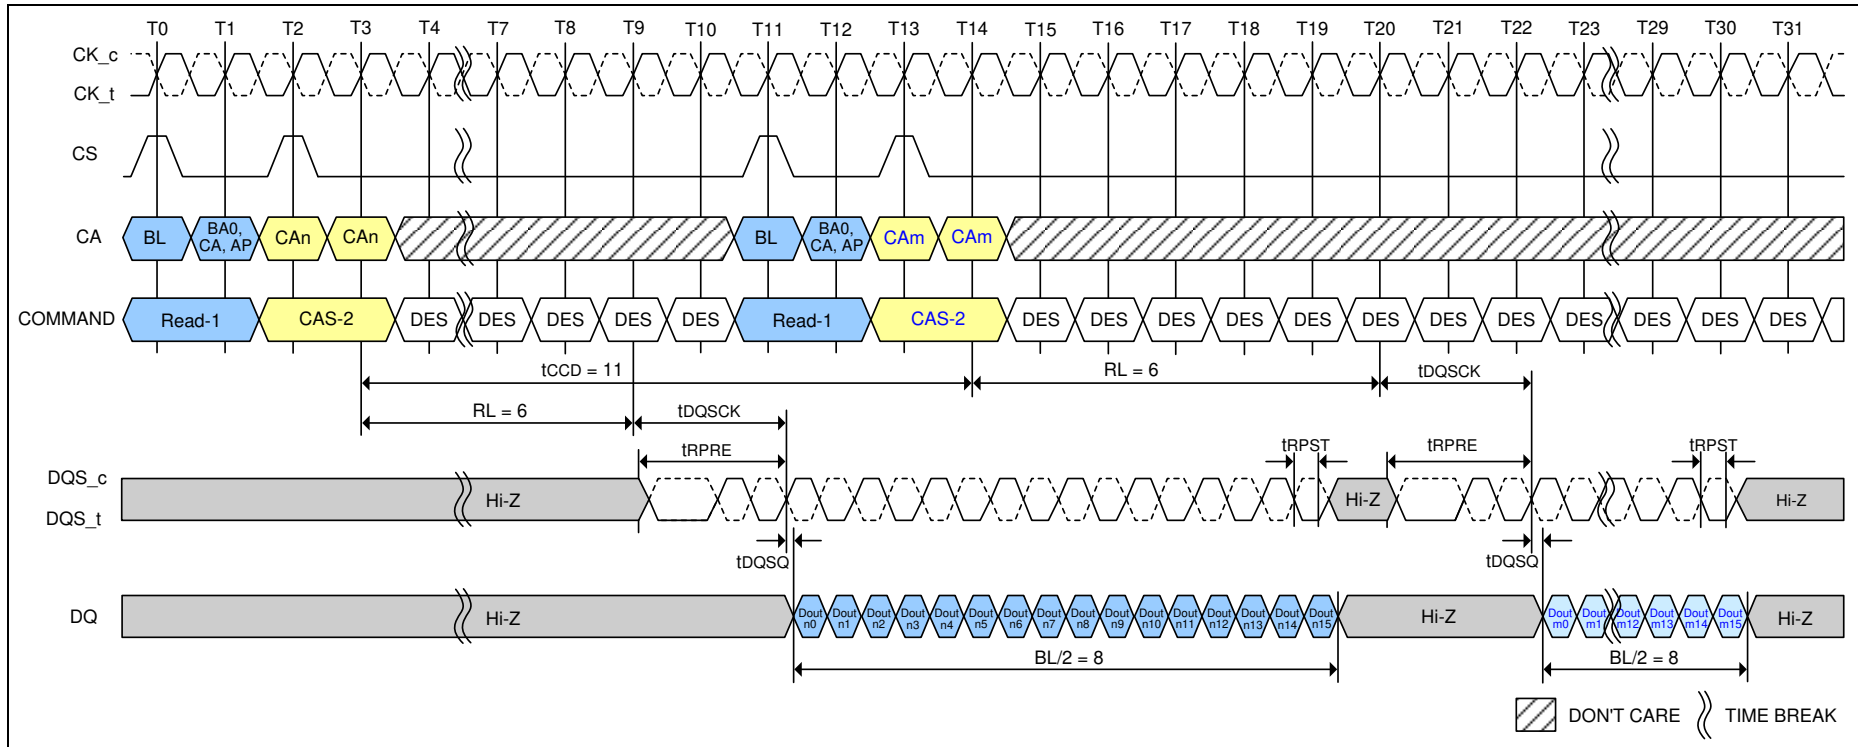 T0 T1 T2 T3 T4 T7 T8 T9 T10 T11 T12 T13 T14 T15 T16 T17 T18 T19 T20 T21 T22 T23 T29 T30 T31
CK_c
CK_t
CS
CA BL BA0, CA, AP CAn CAn BL BA0, CA, AP CAm CAm
COMMAND Read-1 CAS-2 DES DES DES DES DES Read-1 CAS-2 DES DES DES DES DES DES DES DES DES DES DES DES
tCCD = 11 RL = 6 tDQSCK
RL = 6 tDQSCK
tRPRE tRPST tRPRE tRPST
DQS_c
Hi-Z Hi-Z Hi-Z
DQS_t
tDQSQ tDQSQ
DQ Hi-Z Dout n0 Dout n1 Dout n2 Dout n3 Dout n4 Dout n5 Dout n6 Dout n7 Dout n8 Dout n9 Dout n10 Dout n11 Dout n12 Dout n13 Dout n14 Dout n15 Hi-Z Dout m0 Dout m1 Dout m12 Dout m13 Dout m14 Dout m15 Hi-Z
BL/2 = 8 BL/2 = 8
DON'T CARE TIME BREAK